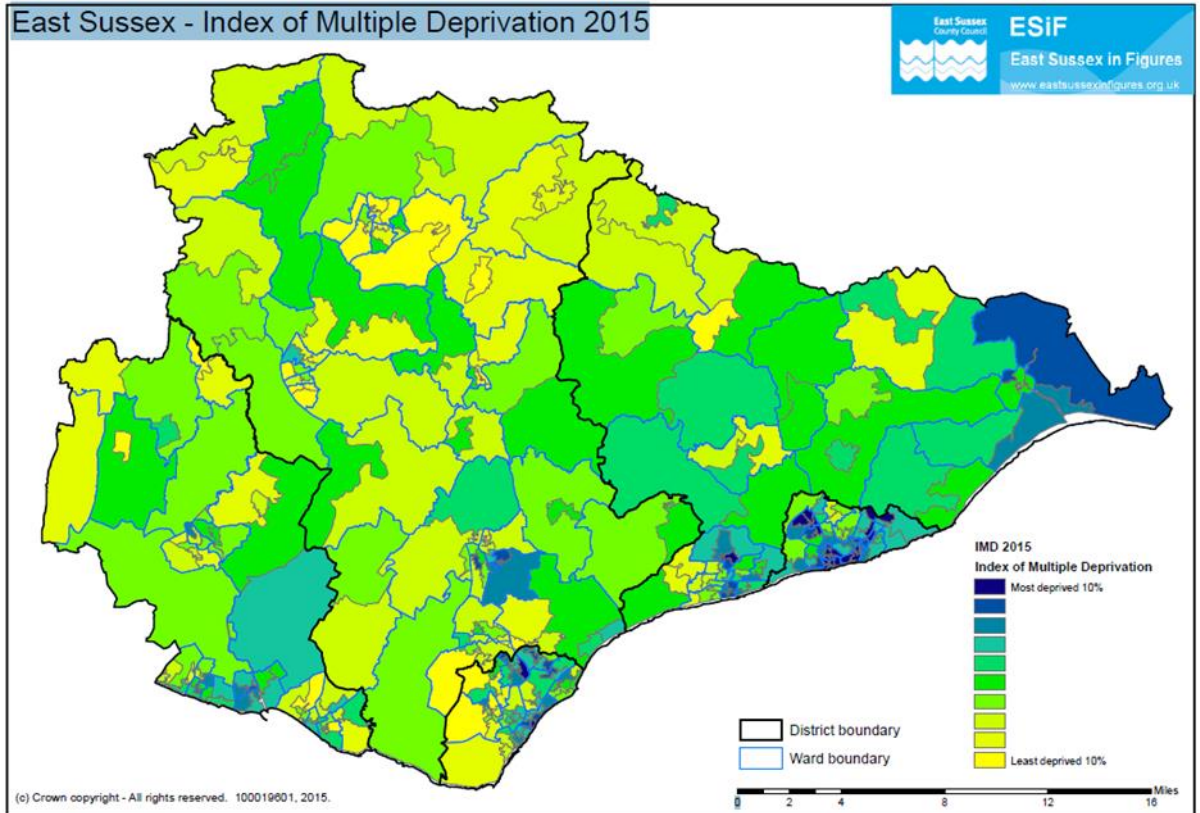 East Sussex - Index of Multiple Deprivation 2015
East Sussex
County Council
ESiF
East Sussex in Figures
www.eastsussexinfigures.org.uk
IMD 2015
Index of Multiple Deprivation
Most deprived 10%
Least deprived 10%
District boundary
Ward boundary
(c) Crown copyright - All rights reserved. 100019601, 2015.
Miles
0 2 4 8 12 16